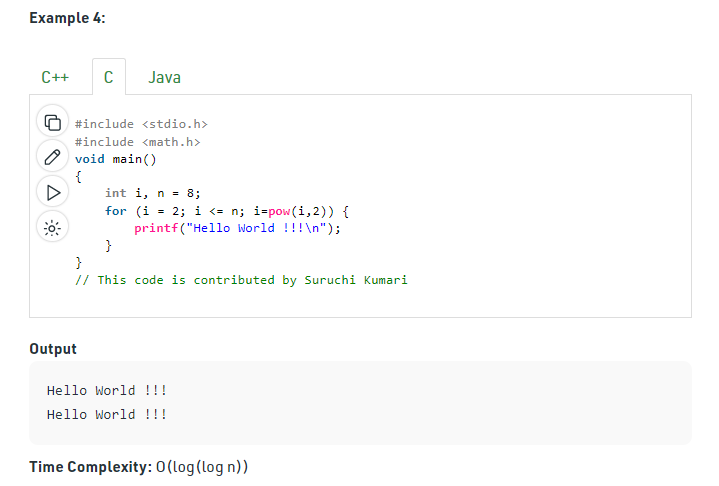 Example 4:
C++ C Java
#include <stdio.h>
#include <math.h>
void main()
{
    int i, n = 8;
    for (i = 2; i <= n; i=pow(i,2)) {
        printf("Hello World !!!\n");
    }
}
// This code is contributed by Suruchi Kumari
Output
Hello World !!!
Hello World !!!
Time Complexity: O(log(log n))